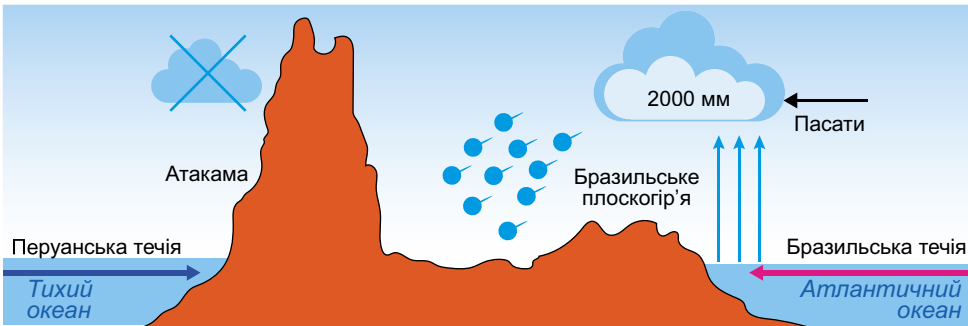 2000 мм
Пасати
Атакама
Бразильське
плоскогір’я
Перуанська течія
Бразильська течія
Тихий
океан
Атлантичний
океан